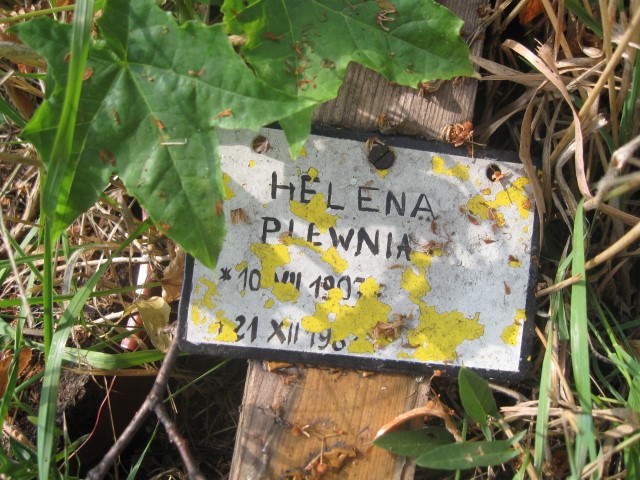 HELENA
PLEWNIA
* 10 VII
21 XII